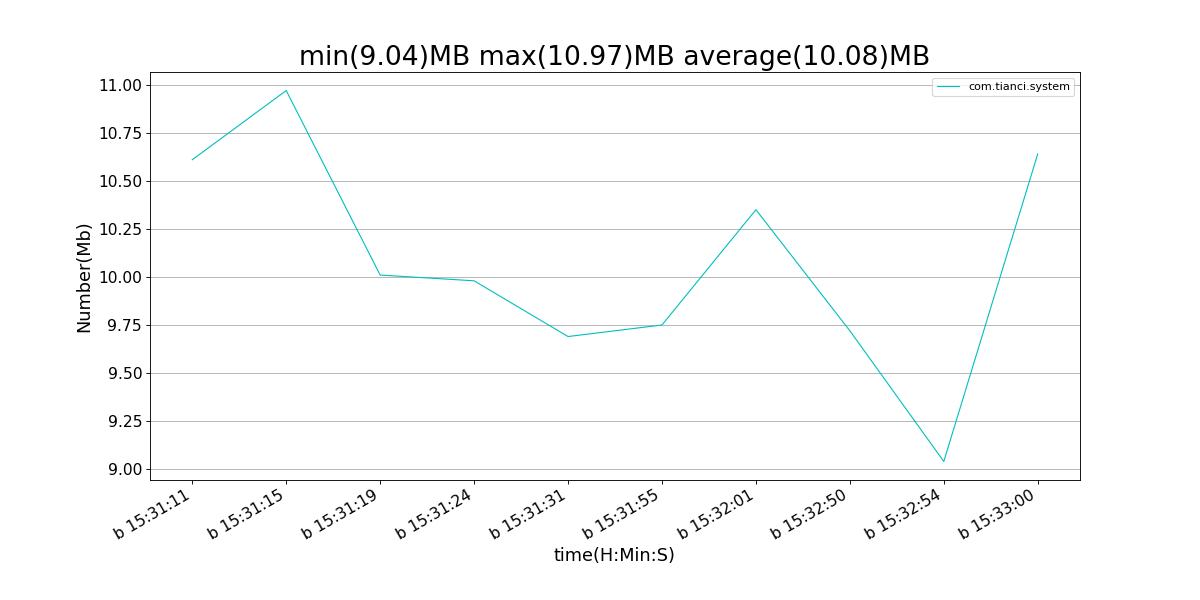 min(9.04)MB max(10.97)MB average(10.08)MB
com.tianci.system
11.00
10.75
10.50
10.25
10.00
9.75
9.50
9.25
9.00
Number(Mb)
b 15:31:11
b 15:31:15
b 15:31:19
b 15:31:24
b 15:31:31
b 15:31:55
b 15:32:01
b 15:32:50
b 15:32:54
b 15:33:00
time(H:Min:S)